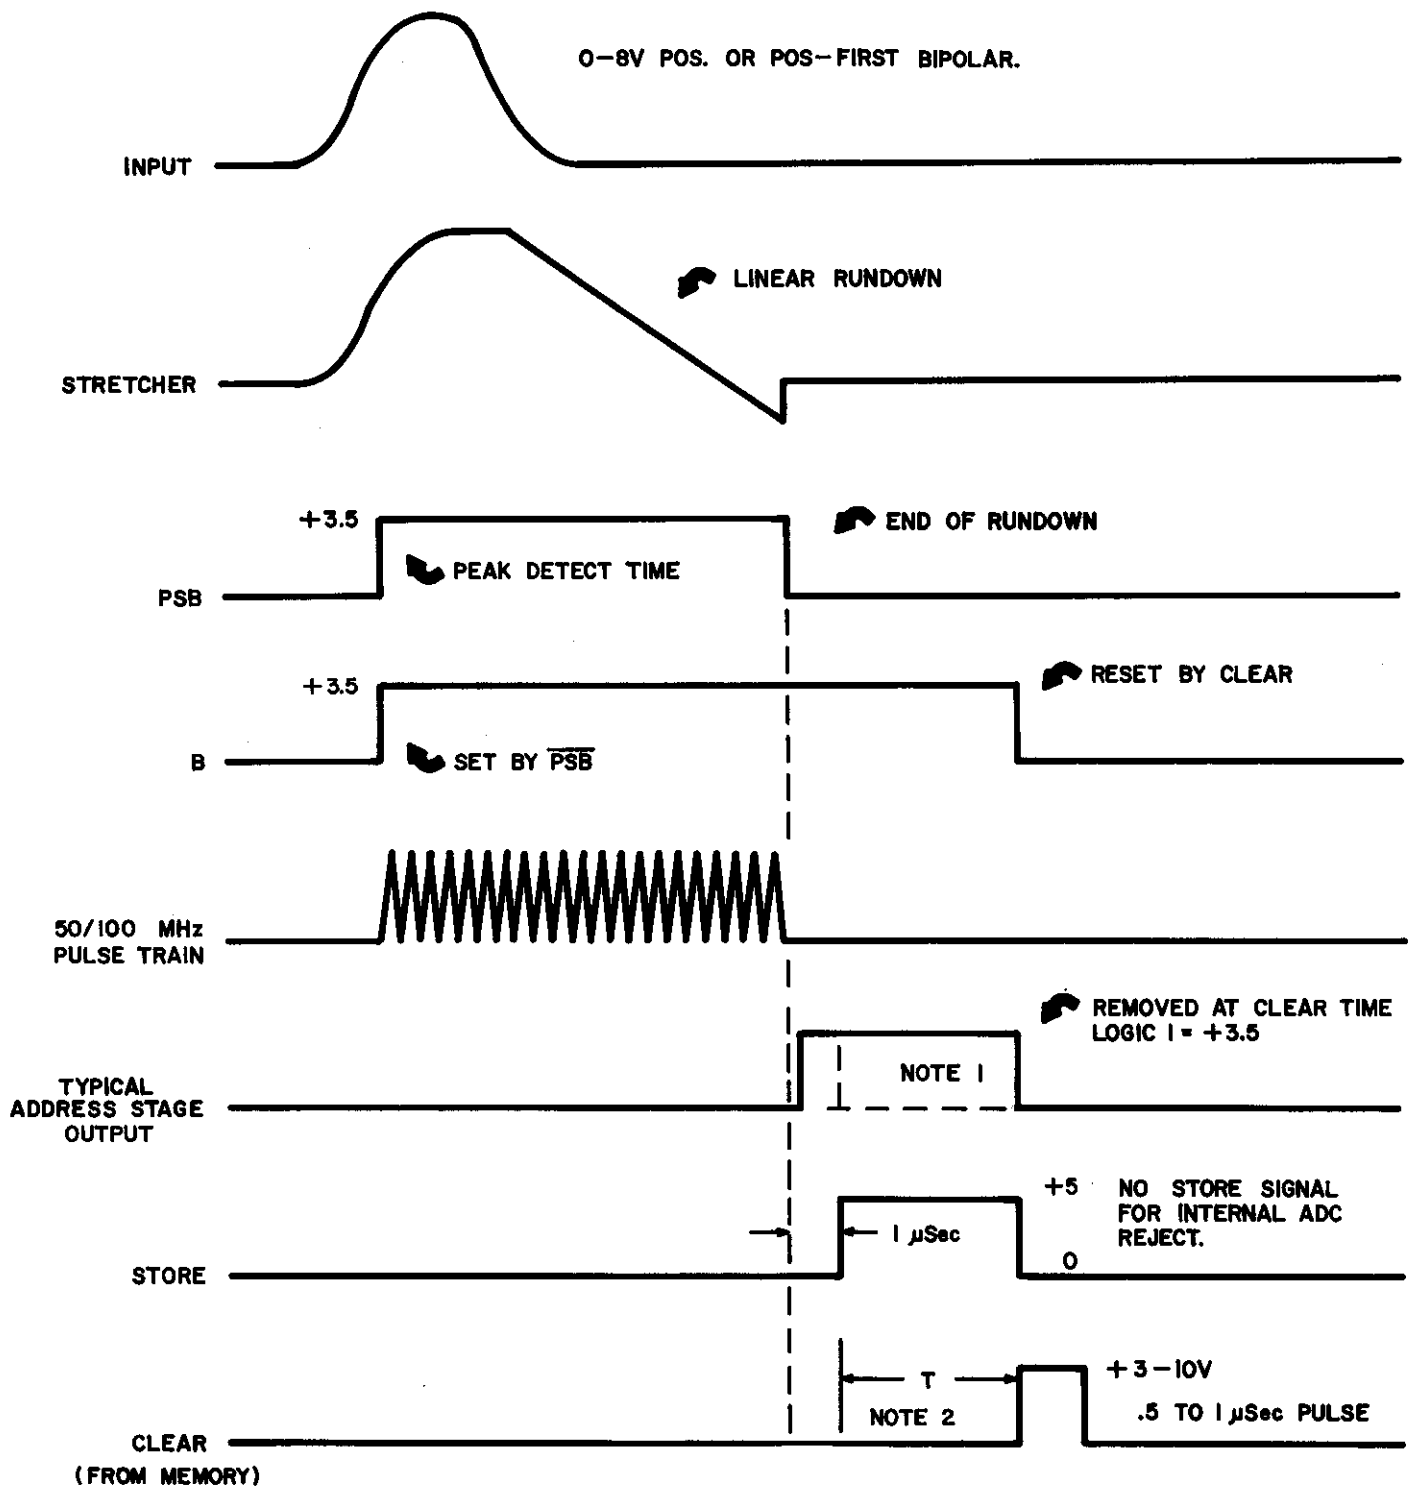 0-8V POS. OR POS-FIRST BIPOLAR.
INPUT
LINEAR RUNDOWN
STRETCHER
+3.5
END OF RUNDOWN
PEAK DETECT TIME
PSB
+3.5
RESET BY CLEAR
B
SET BY P̅S̅B̅
50/100 MHz
PULSE TRAIN
REMOVED AT CLEAR TIME
LOGIC 1 = +3.5
NOTE 1
TYPICAL
ADDRESS STAGE
OUTPUT
+5
NO STORE SIGNAL
FOR INTERNAL ADC
REJECT.
1 µSec
0
STORE
T
NOTE 2
+3-10V
.5 TO 1 µSec PULSE
CLEAR
(FROM MEMORY)